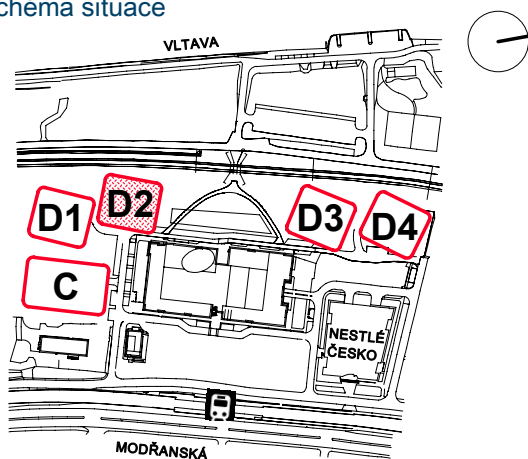 chema situace
VLTAVA
D1
D2
D3
D4
C
NESTLÉ
ČESKO
MODŘANSKÁ